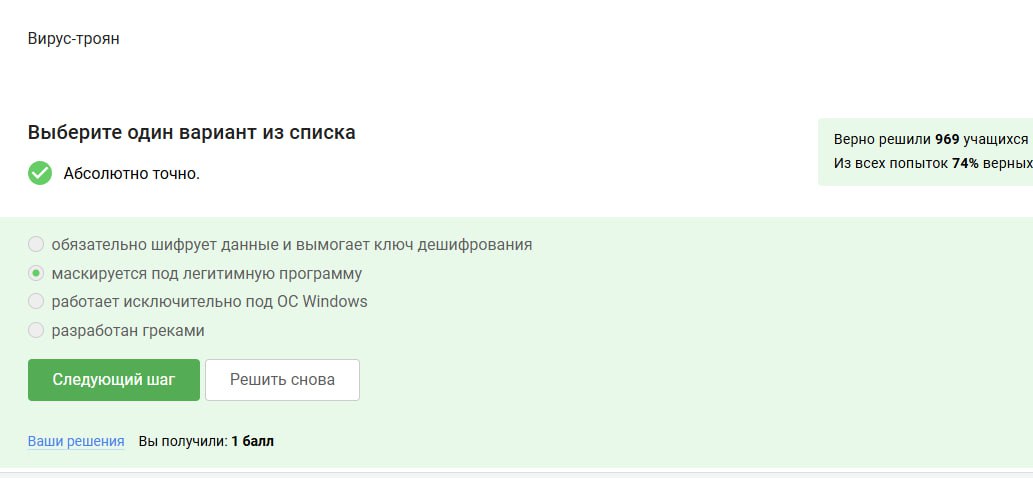 Вирус-троян
Выберите один вариант из списка
Абсолютно точно.
Верно решили 969 учащихся
Из всех попыток 74% верных
обязательно шифрует данные и вымогает ключ дешифрования
маскируется под легитимную программу
работает исключительно под ОС Windows
разработан греками
Следующий шаг
Решить снова
Ваши решения Вы получили: 1 балл